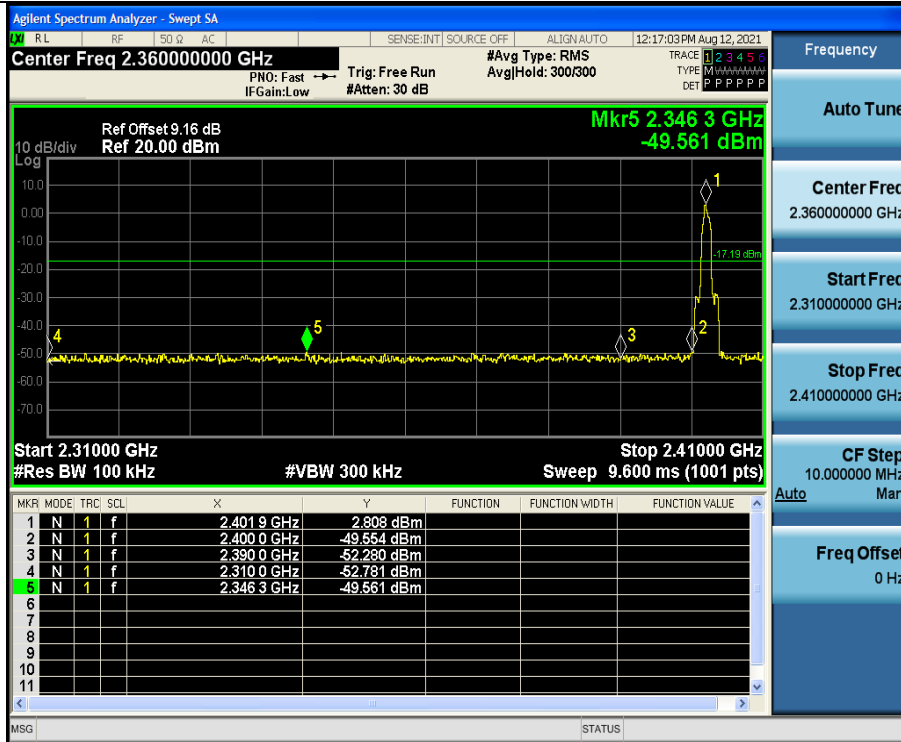 Agilent Spectrum Analyzer - Swept SA
LXI RL RF 50 Ω AC SENSE:INT SOURCE OFF ALIGN AUTO 12:17:03 PM Aug 12, 2021
Center Freq 2.360000000 GHz
PNO: Fast
IFGain:Low
Trig: Free Run
#Atten: 30 dB
#Avg Type: RMS
Avg|Hold: 300/300
TRACE 1 2 3 4 5 6
TYPE M
DET P P P P P P
Frequency
Auto Tune
Center Freq
2.360000000 GHz
Start Freq
2.310000000 GHz
Stop Freq
2.410000000 GHz
CF Step
10.000000 MHz
Auto Man
Freq Offset
0 Hz
Mkr5 2.346 3 GHz
-49.561 dBm
Ref Offset 9.16 dB
10 dB/div Ref 20.00 dBm
Log
10.0
0.00
-10.0
-20.0
-30.0
-40.0
-50.0
-60.0
-70.0
1
-17.19 dBm
4
5
3
2
Start 2.31000 GHz Stop 2.41000 GHz
#Res BW 100 kHz #VBW 300 kHz Sweep 9.600 ms (1001 pts)
MKR MODE TRC SCL X Y FUNCTION FUNCTION WIDTH FUNCTION VALUE
1 N 1 f 2.401 9 GHz 2.808 dBm
2 N 1 f 2.400 0 GHz -49.554 dBm
3 N 1 f 2.390 0 GHz -52.280 dBm
4 N 1 f 2.310 0 GHz -52.781 dBm
5 N 1 f 2.346 3 GHz -49.561 dBm
6
7
8
9
10
11
MSG STATUS